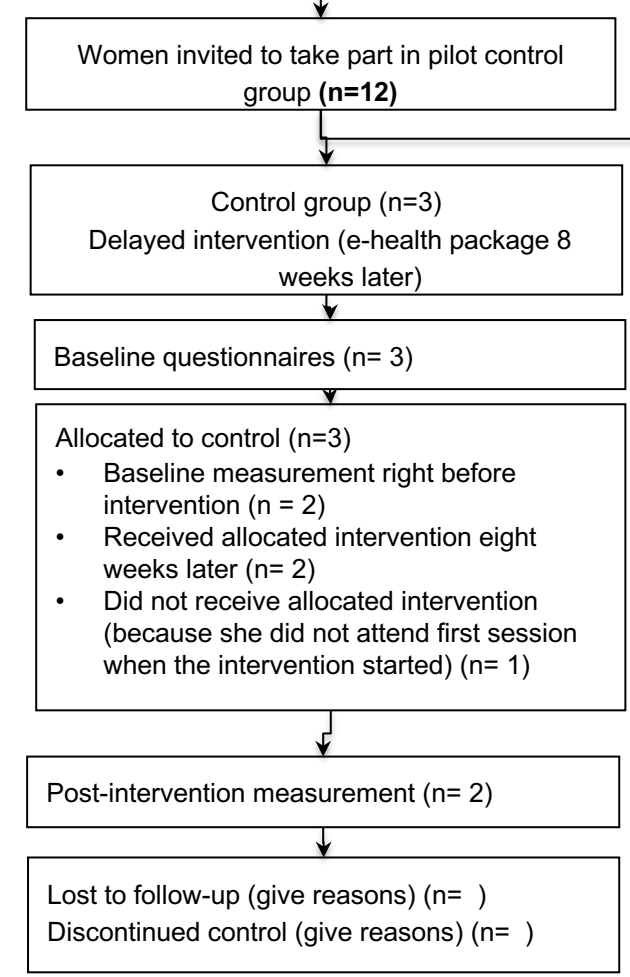 Women invited to take part in pilot control
group (n=12)
Control group (n=3)
Delayed intervention (e-health package 8
weeks later)
Baseline questionnaires (n= 3)
Allocated to control (n=3)
• Baseline measurement right before
intervention (n = 2)
• Received allocated intervention eight
weeks later (n= 2)
• Did not receive allocated intervention
(because she did not attend first session
when the intervention started) (n= 1)
Post-intervention measurement (n= 2)
Lost to follow-up (give reasons) (n=  )
Discontinued control (give reasons) (n=  )